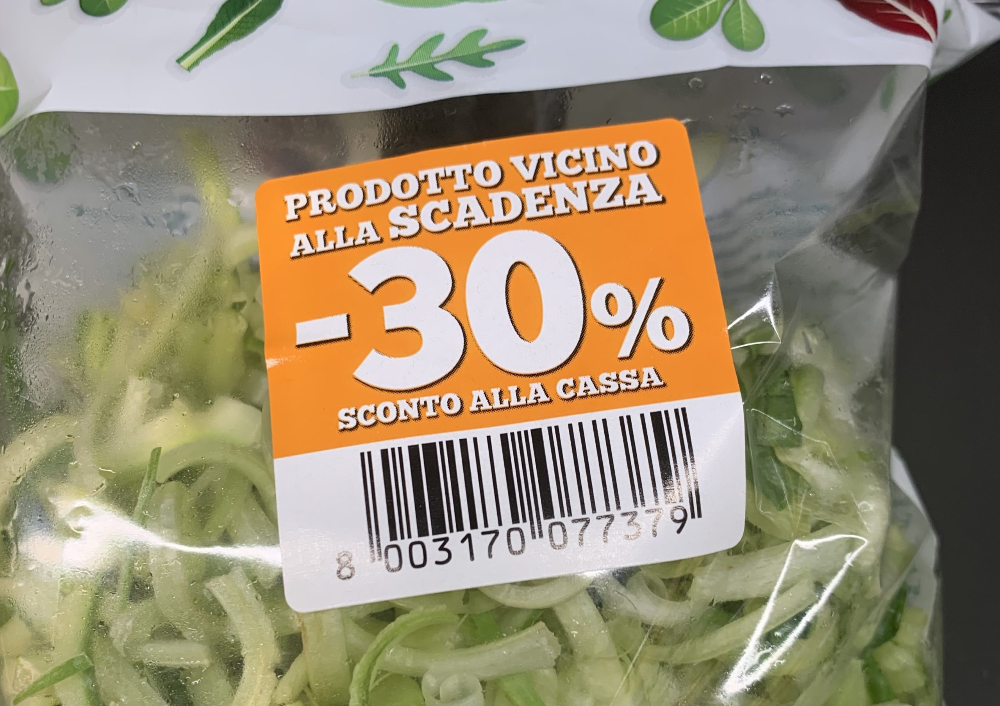 PRODOTTO VICINO
ALLA SCADENZA
-30%
SCONTO ALLA CASSA
8 003170 077379